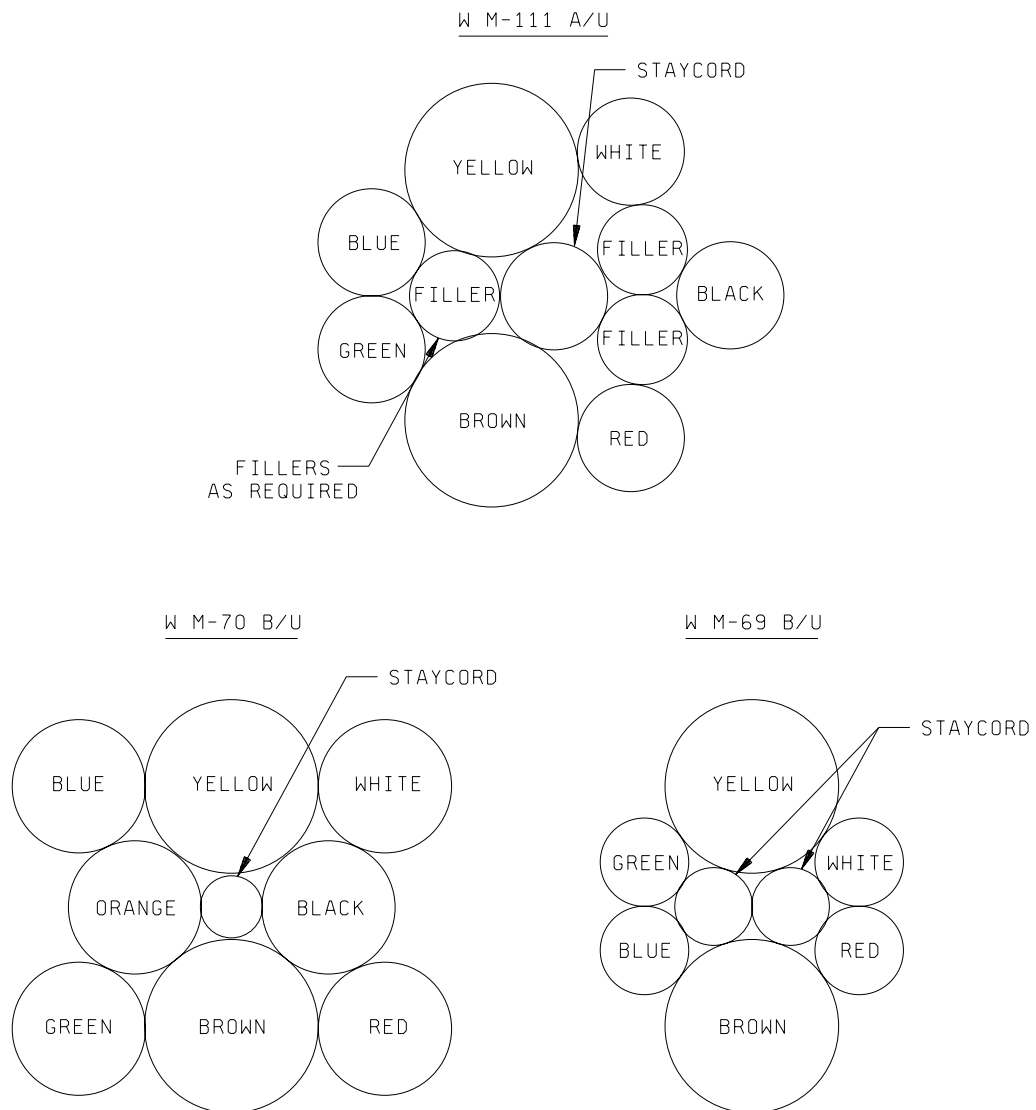 W M-111 A/U
STAYCORD
YELLOW
WHITE
BLUE
FILLER
FILLER
BLACK
GREEN
FILLER
BROWN
RED
FILLERS
AS REQUIRED
W M-70 B/U
STAYCORD
BLUE
YELLOW
WHITE
ORANGE
BLACK
GREEN
BROWN
RED
W M-69 B/U
STAYCORD
YELLOW
GREEN
WHITE
BLUE
RED
BROWN